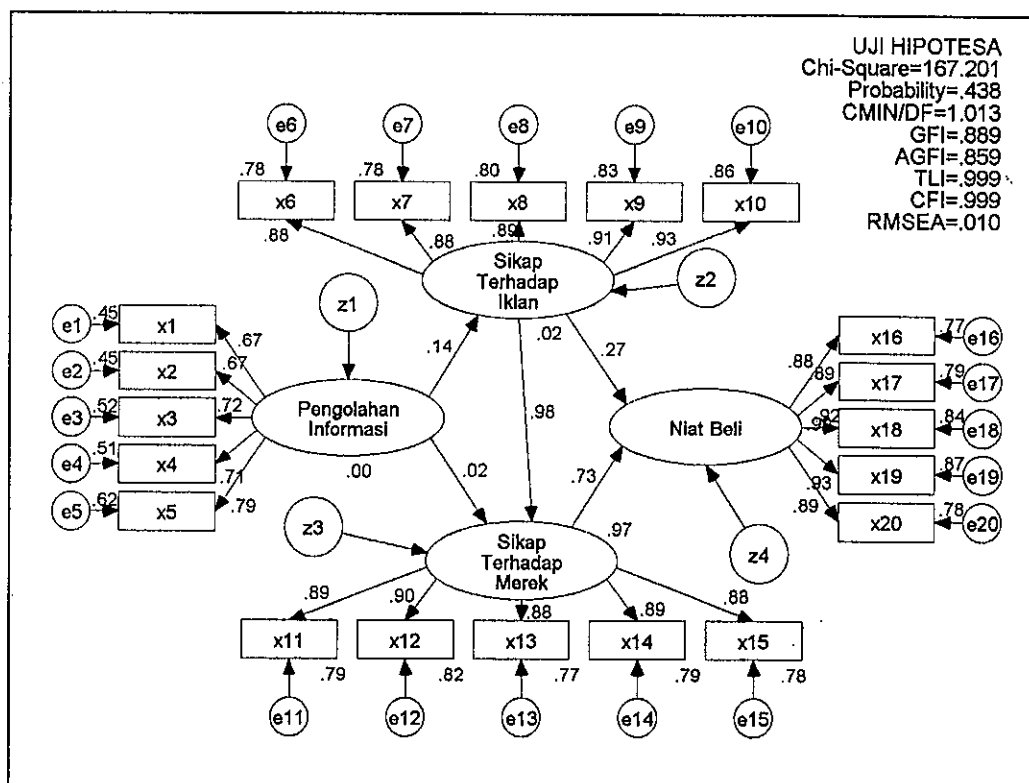 UJI HIPOTESA
Chi-Square=167.201
Probability=.438
CMIN/DF=1.013
GFI=.889
AGFI=.859
TLI=.999
CFI=.999
RMSEA=.010
e6
e7
e8
e9
e10
.78
.78
.80
.83
.86
x6
x7
x8
x9
x10
.88
.88
.89
.91
.93
Sikap
Terhadap
Iklan
z2
z1
.14
.02
.27
.98
e1
.45
x1
.67
e2
.45
x2
.67
e3
.52
x3
.72
e4
.51
x4
.71
e5
.62
x5
.79
Pengolahan
Informasi
.00
.02
Niat Beli
.73
x16
.77
e16
.88
x17
.79
e17
.89
x18
.84
e18
.92
x19
.87
e19
.93
x20
.78
e20
.89
z3
z4
Sikap
Terhadap
Merek
.97
.89
.90
.88
.89
.88
x11
x12
x13
x14
x15
.79
.82
.77
.79
.78
e11
e12
e13
e14
e15